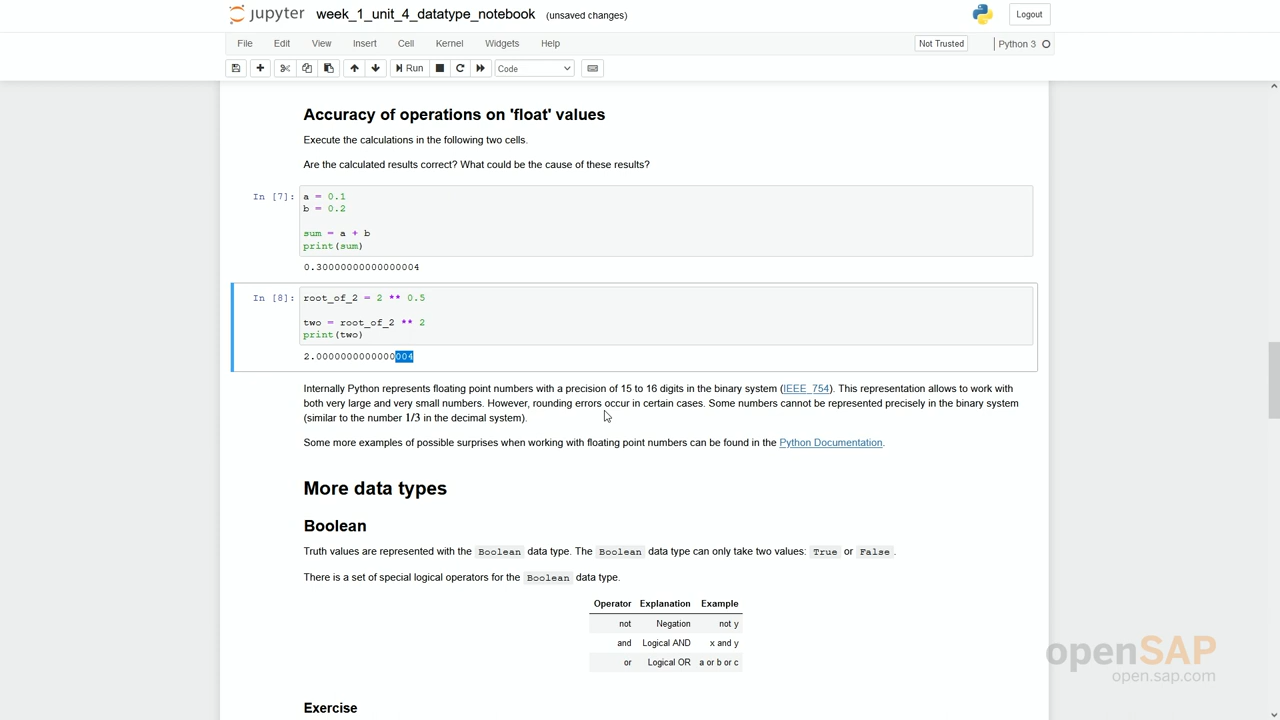 jupyter week_1_unit_4_datatype_notebook (unsaved changes) Logout
File Edit View Insert Cell Kernel Widgets Help Not Trusted Python 3
Run Code
Accuracy of operations on 'float' values
Execute the calculations in the following two cells.
Are the calculated results correct? What could be the cause of these results?
In [7]: a = 0.1
b = 0.2
sum = a + b
print(sum)
0.30000000000000004
In [8]: root_of_2 = 2 ** 0.5
two = root_of_2 ** 2
print(two)
2.0000000000000004
Internally Python represents floating point numbers with a precision of 15 to 16 digits in the binary system (IEEE_754). This representation allows to work with
both very large and very small numbers. However, rounding errors occur in certain cases. Some numbers cannot be represented precisely in the binary system
(similar to the number 1/3 in the decimal system).
Some more examples of possible surprises when working with floating point numbers can be found in the Python Documentation.
More data types
Boolean
Truth values are represented with the Boolean data type. The Boolean data type can only take two values: True or False.
There is a set of special logical operators for the Boolean data type.
Operator Explanation Example
not Negation not y
and Logical AND x and y
or Logical OR a or b or c
openSAP
open.sap.com
Exercise